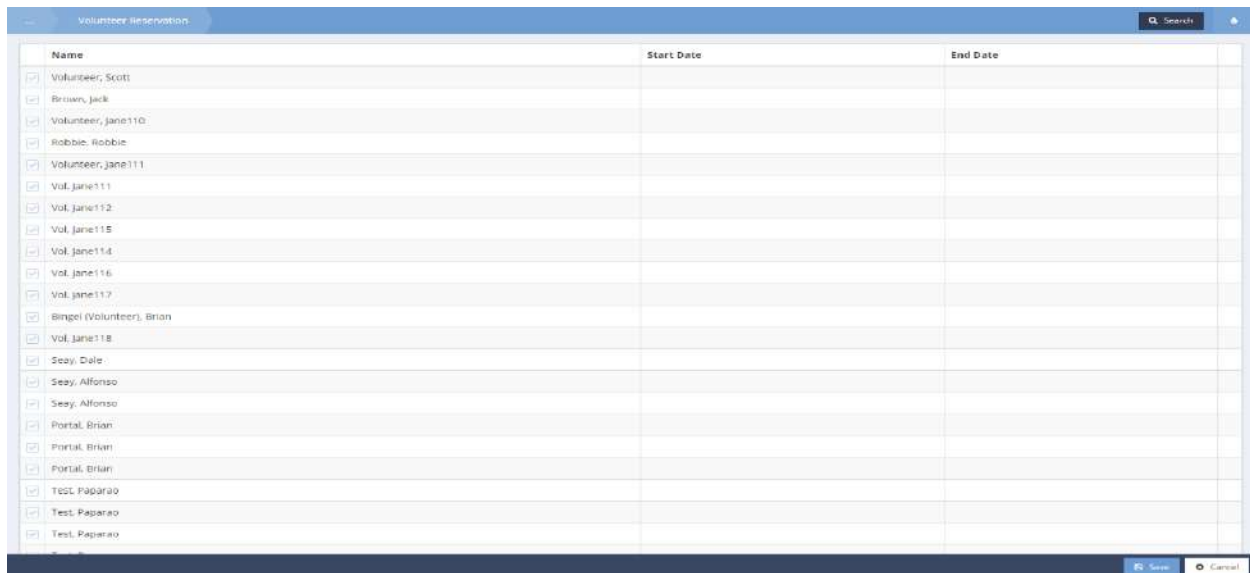 ... Volunteer Reservation Search
Name Start Date End Date
Volunteer, Scott
Brown, Jack
Volunteer, Jane110
Robbie, Robbie
Volunteer, Jane111
Vol, Jane111
Vol, Jane112
Vol, Jane115
Vol, Jane114
Vol, Jane116
Vol, Jane117
Bingel (Volunteer), Brian
Vol, Jane118
Seay, Dale
Seay, Alfonso
Seay, Alfonso
Portal, Brian
Portal, Brian
Portal, Brian
Test, Paparao
Test, Paparao
Test, Paparao
Save Cancel